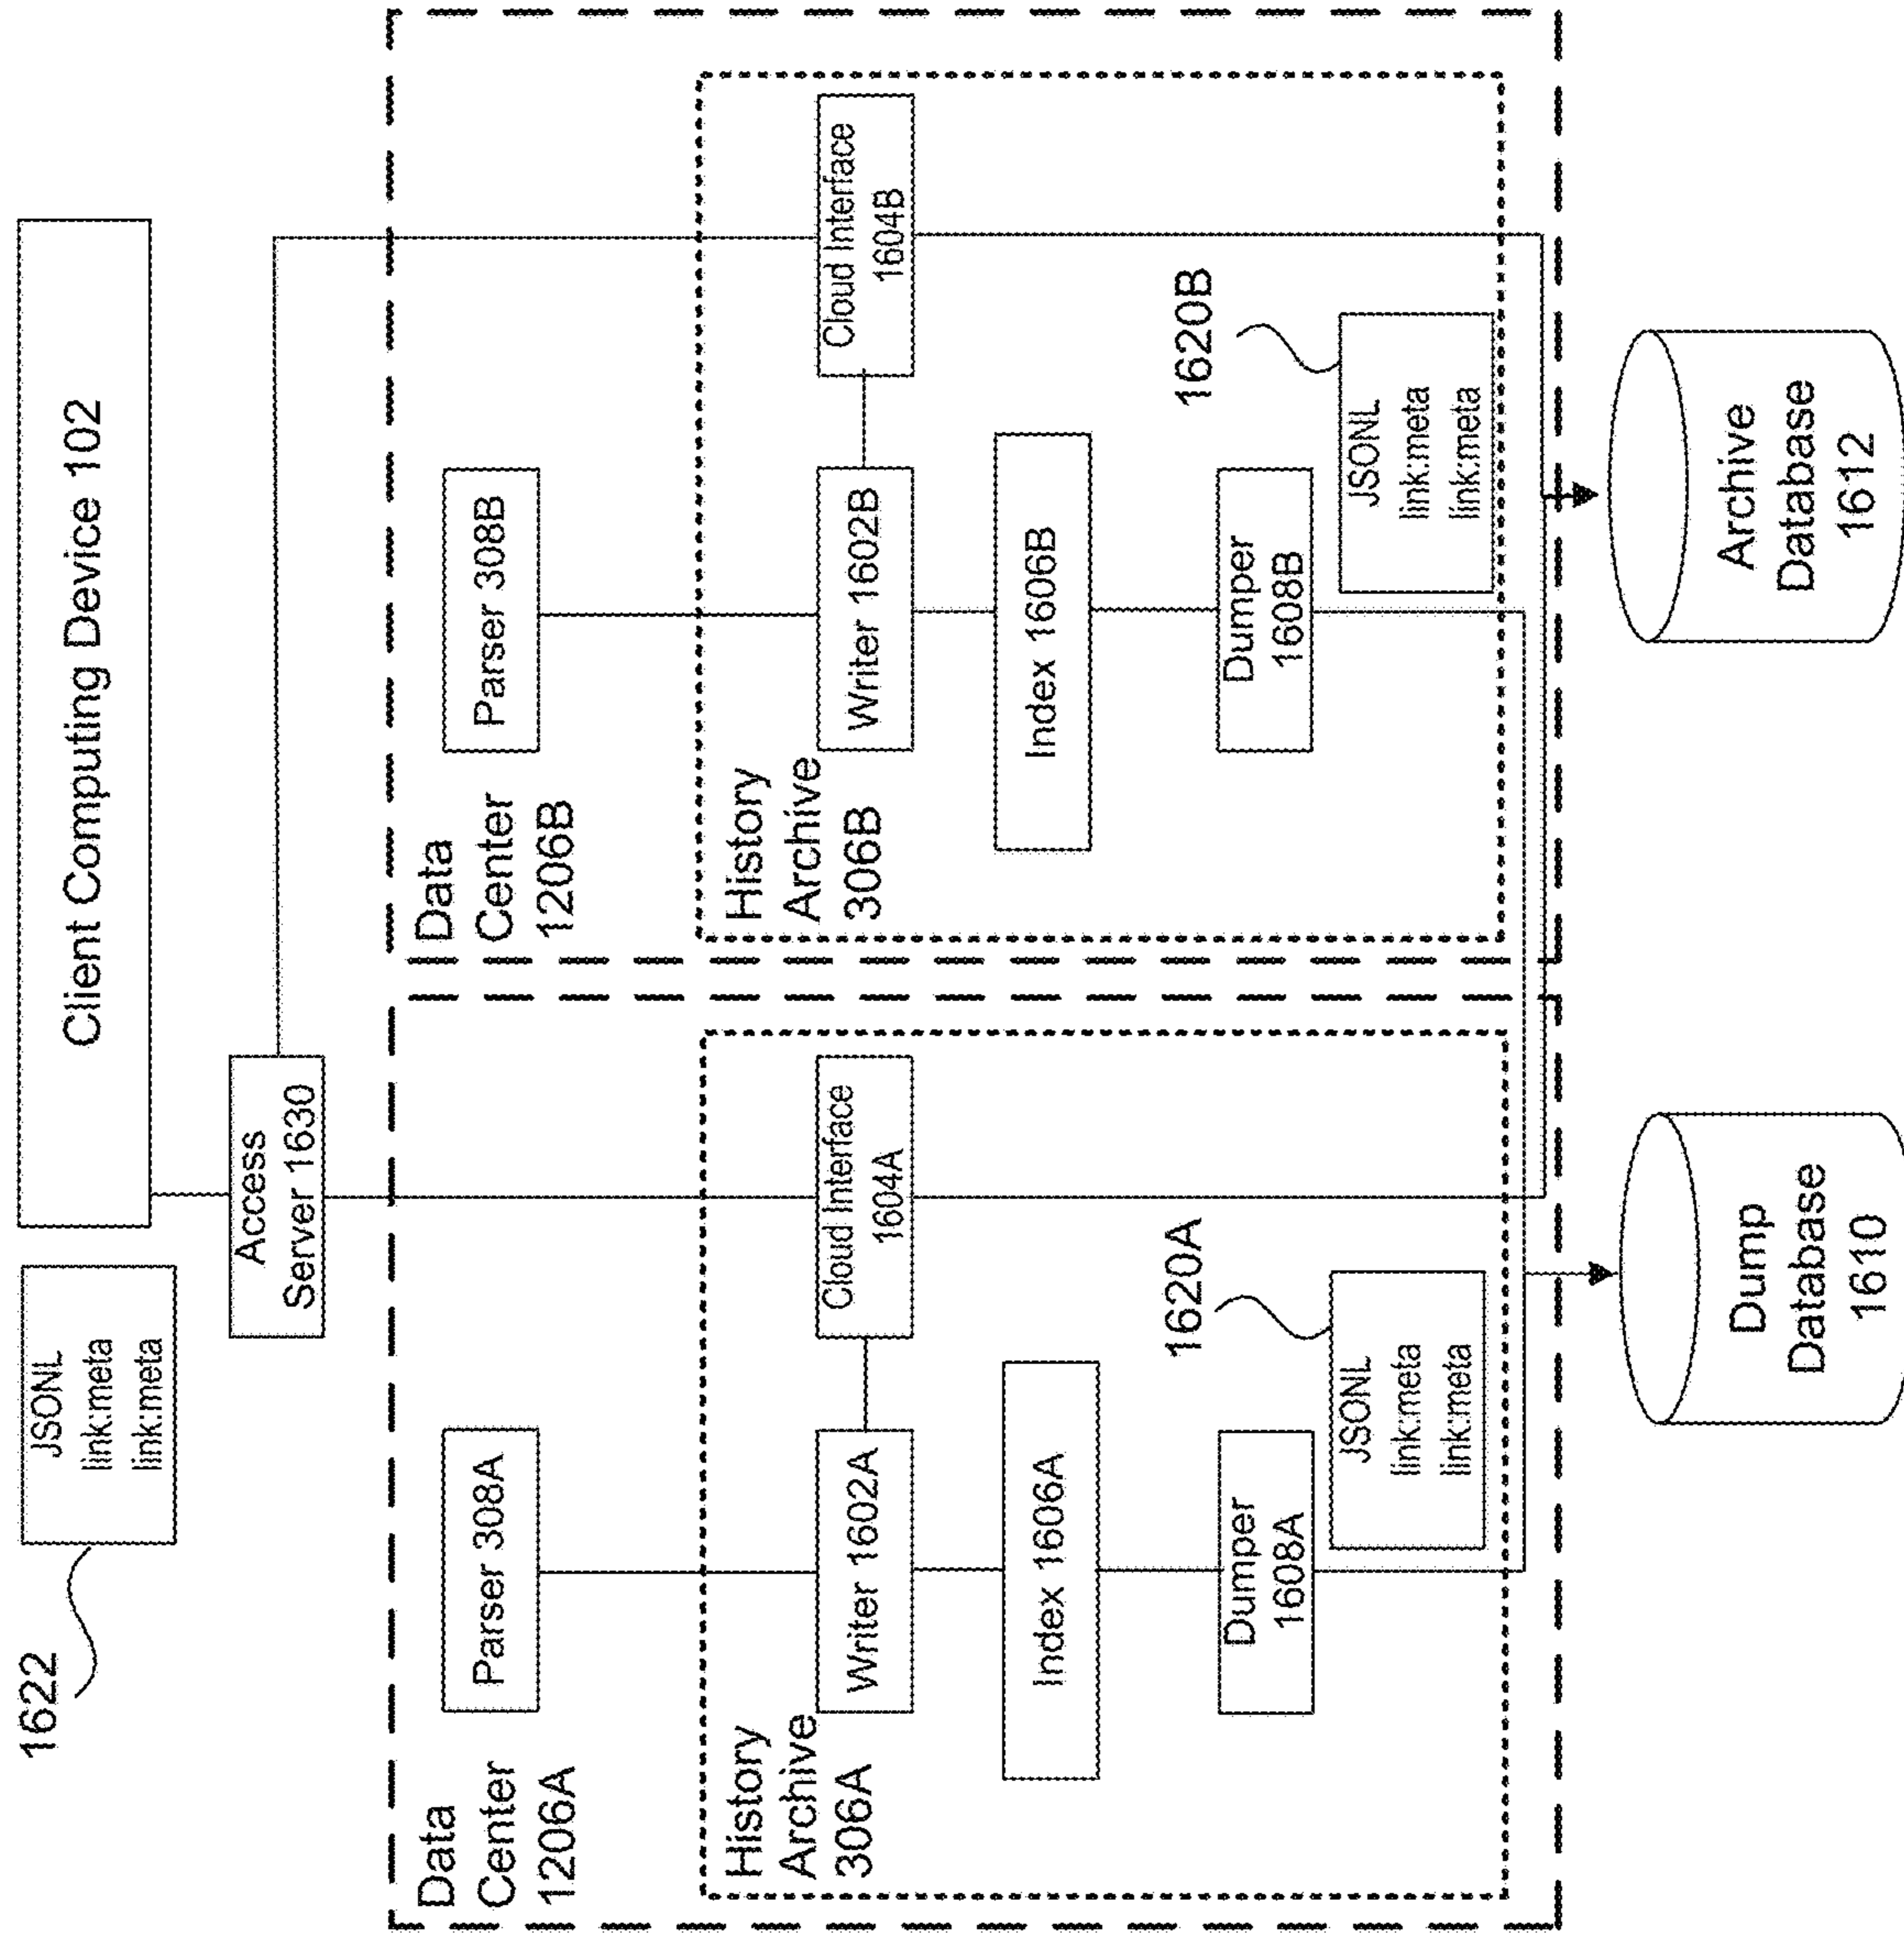 1622
JSONL
link:meta
link:meta
Client Computing Device 102
Access
Server 1630
Data
Center
1206A
Parser 308A
History
Archive
306A
Writer 1602A
Cloud Interface
1604A
Index 1606A
Dumper
1608A
1620A
JSONL
link:meta
link:meta
Data
Center
1206B
Parser 308B
History
Archive
306B
Writer 1602B
Cloud Interface
1604B
Index 1606B
Dumper
1608B
1620B
JSONL
link:meta
link:meta
Dump
Database
1610
Archive
Database
1612